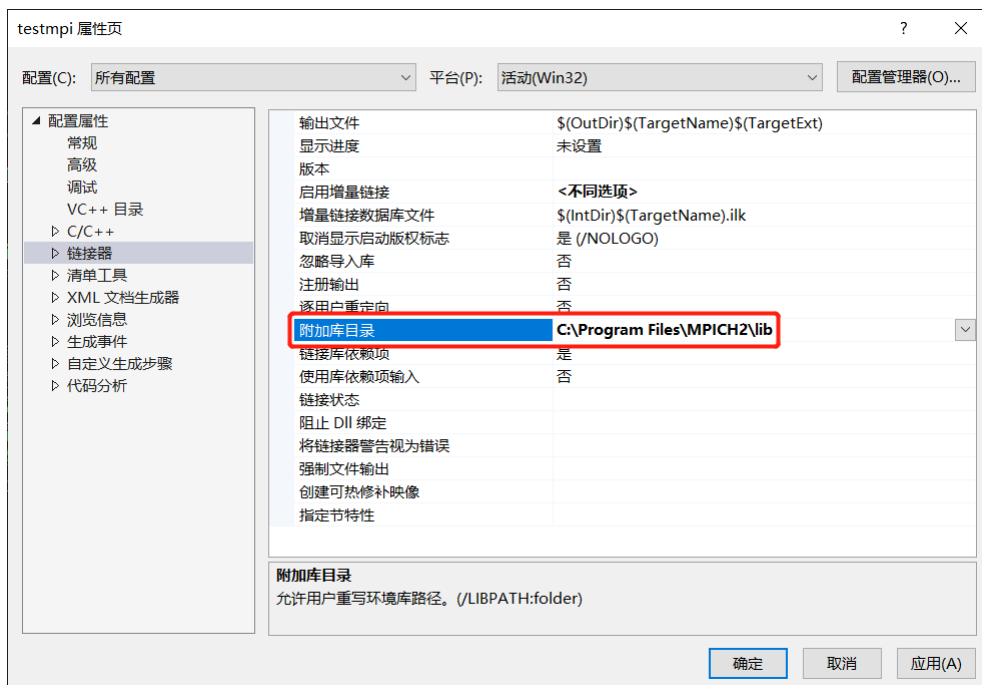 testmpi 属性页
配置(C): 所有配置 平台(P): 活动(Win32) 配置管理器(O)...
配置属性
常规
高级
调试
VC++ 目录
C/C++
链接器
清单工具
XML 文档生成器
浏览信息
生成事件
自定义生成步骤
代码分析
输出文件 $(OutDir)$(TargetName)$(TargetExt)
显示进度 未设置
版本
启用增量链接 <不同选项>
增量链接数据库文件 $(IntDir)$(TargetName).ilk
取消显示启动版权标志 是 (/NOLOGO)
忽略导入库 否
注册输出 否
逐用户重定向 否
附加库目录 C:\Program Files\MPICH2\lib
链接库依赖项 是
使用库依赖项输入 否
链接状态
阻止 Dll 绑定
将链接器警告视为错误
强制文件输出
创建可热修补映像
指定节特性
附加库目录
允许用户重写环境库路径。(/LIBPATH:folder)
确定 取消 应用(A)